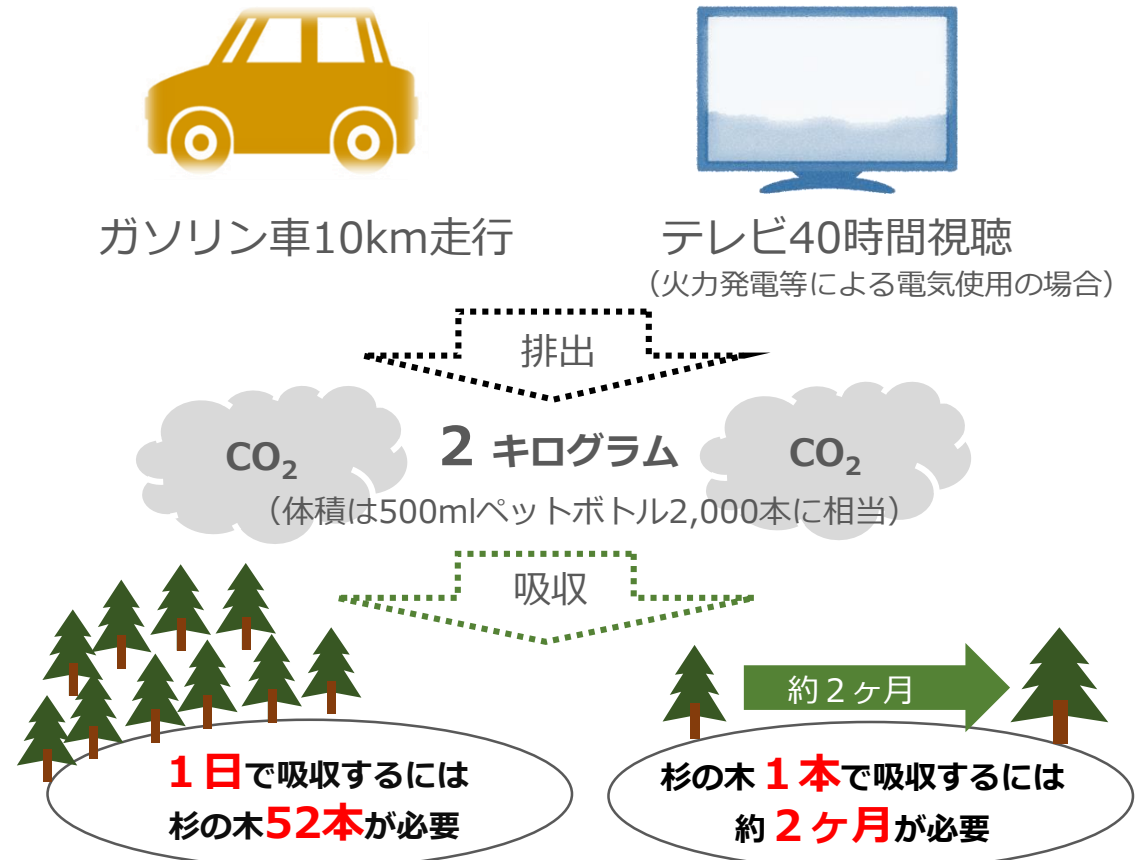 ガソリン車10km走行
テレビ40時間視聴
（火力発電等による電気使用の場合）
排出
CO₂
2 キログラム
CO₂
（体積は500mlペットボトル2,000本に相当）
吸収
約２ヶ月
１日で吸収するには
杉の木52本が必要
杉の木１本で吸収するには
約２ヶ月が必要